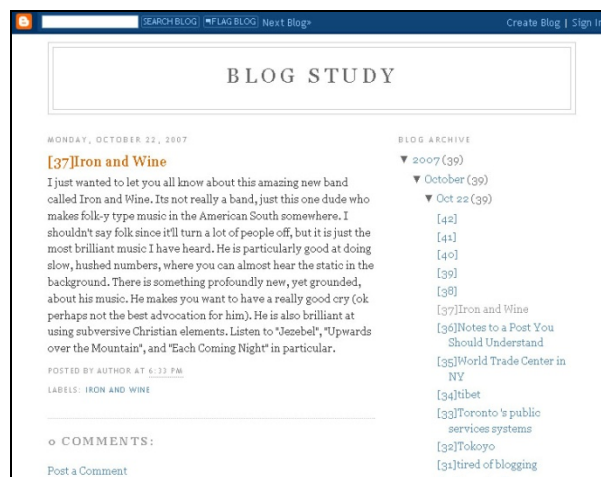 SEARCH BLOG FLAG BLOG Next Blog» Create Blog | Sign In
BLOG STUDY
MONDAY, OCTOBER 22, 2007
[37]Iron and Wine
I just wanted to let you all know about this amazing new band
called Iron and Wine. Its not really a band, just this one dude who
makes folk-y type music in the American South somewhere. I
shouldn't say folk since it'll turn a lot of people off, but it is just the
most brilliant music I have heard. He is particularly good at doing
slow, hushed numbers, where you can almost hear the static in the
background. There is something profoundly new, yet grounded,
about his music. He makes you want to have a really good cry (ok
perhaps not the best advocation for him). He is also brilliant at
using subversive Christian elements. Listen to "Jezebel", "Upwards
over the Mountain", and "Each Coming Night" in particular.
POSTED BY AUTHOR AT 6:33 PM
LABELS: IRON AND WINE
0 COMMENTS:
Post a Comment
BLOG ARCHIVE
▼ 2007 (39)
▼ October (39)
▼ Oct 22 (39)
[42]
[41]
[40]
[39]
[38]
[37]Iron and Wine
[36]Notes to a Post You
Should Understand
[35]World Trade Center in
NY
[34]tibet
[33]Toronto 's public
services systems
[32]Tokoyo
[31]tired of blogging